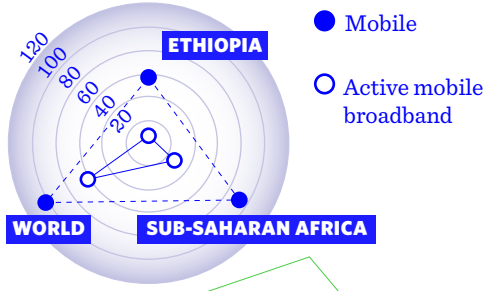 Mobile
ETHIOPIA
120
100
80
60
40
20
Active mobile
broadband
WORLD
SUB-SAHARAN AFRICA